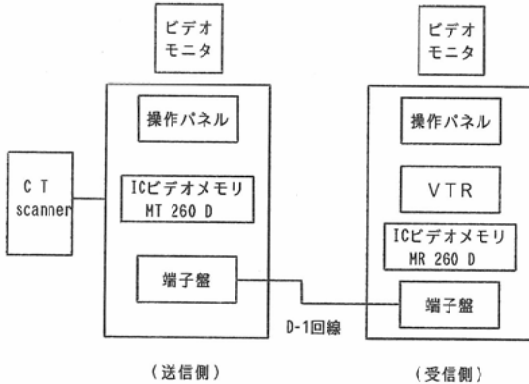 ビデオ
モニタ
ビデオ
モニタ
操作パネル
操作パネル
CT
scanner
ICビデオメモリ
MT 260 D
VTR
ICビデオメモリ
MR 260 D
端子盤
端子盤
D-1回線
(送信側)
(受信側)